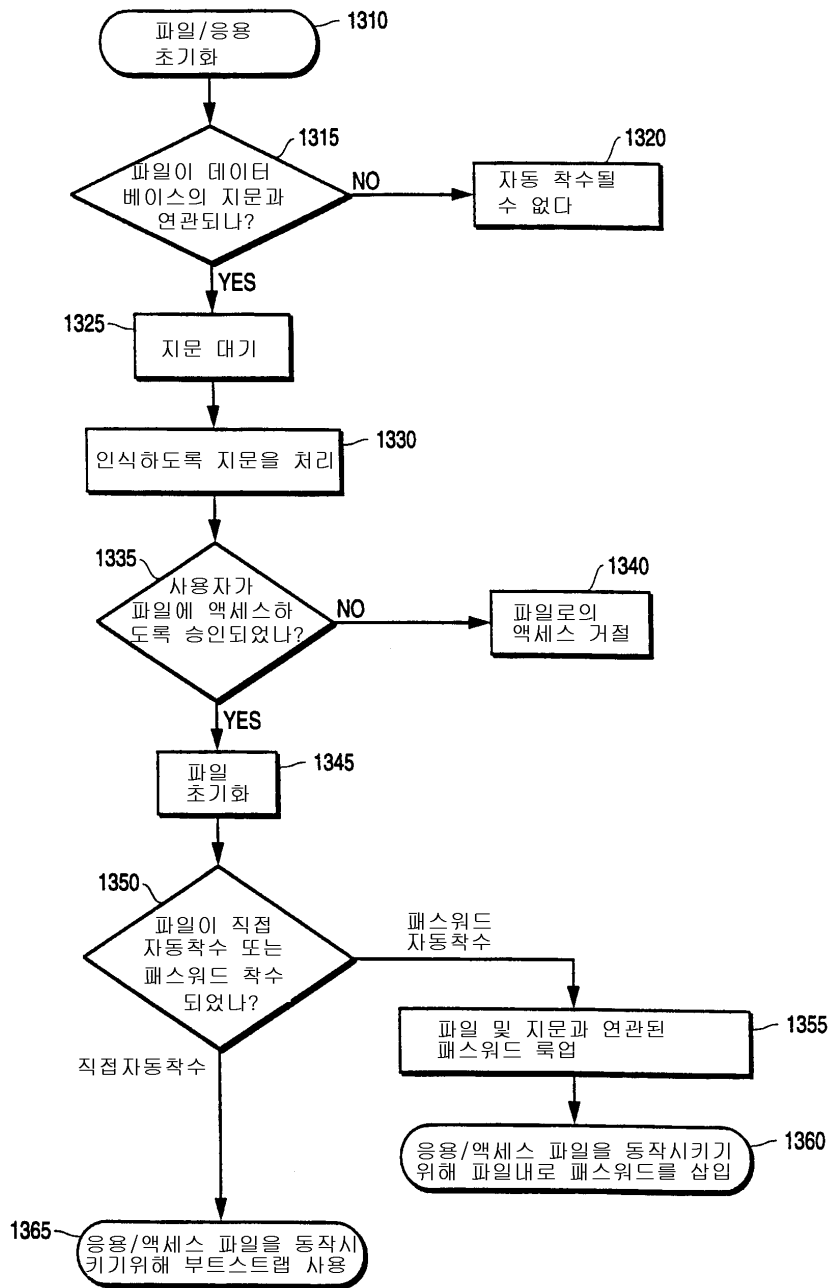 파일/응용
초기화
1310
1315
파일이 데이터
베이스의 지문과
연관되나?
NO
1320
자동 착수될
수 없다
YES
1325
지문 대기
1330
인식하도록 지문을 처리
1335
사용자가
파일에 액세스하
도록 승인되었나?
NO
1340
파일로의
액세스 거절
YES
1345
파일
초기화
1350
파일이 직접
자동착수 또는
패스워드 착수
되었나?
패스워드
자동착수
1355
파일 및 지문과 연관된
패스워드 룩업
직접자동착수
1360
응용/액세스 파일을 동작시키기
위해 파일내로 패스워드를 삽입
1365
응용/액세스 파일을 동작시
키기위해 부트스트랩 사용